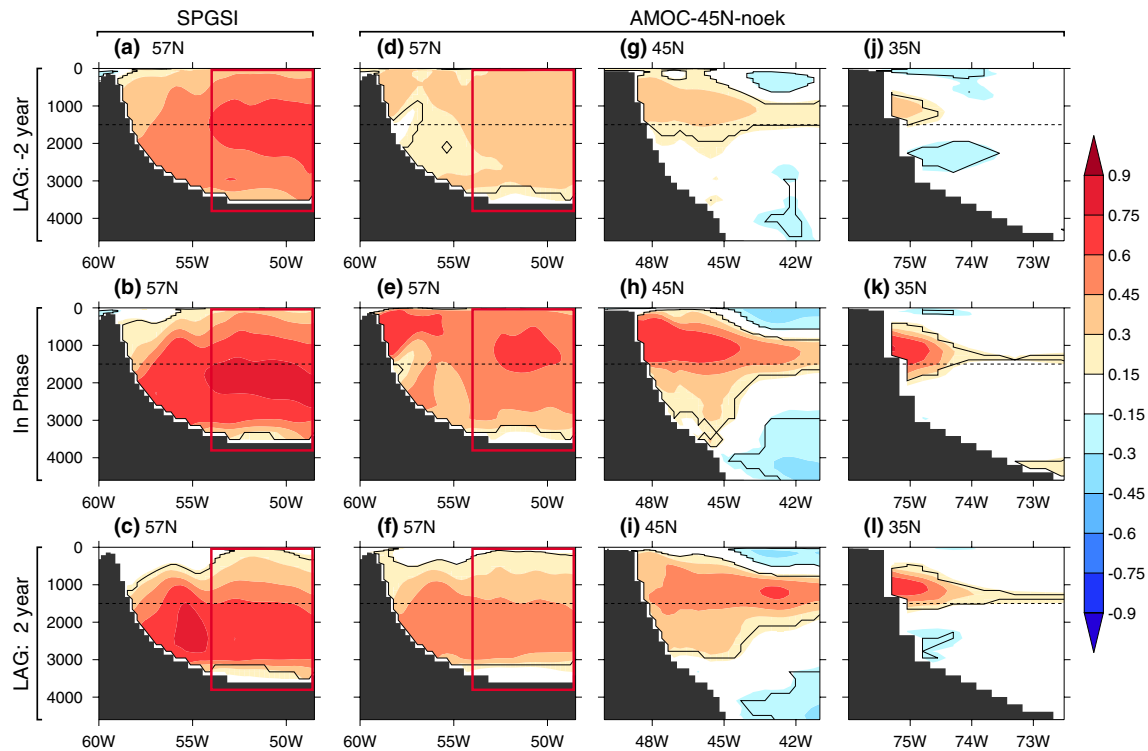 SPGSI AMOC-45N-noek
(a) 57N (d) 57N (g) 45N (j) 35N
LAG: -2 year
0
1000
2000
3000
4000
60W 55W 50W 60W 55W 50W 48W 45W 42W 75W 74W 73W
(b) 57N (e) 57N (h) 45N (k) 35N
In Phase
0
1000
2000
3000
4000
60W 55W 50W 60W 55W 50W 48W 45W 42W 75W 74W 73W
(c) 57N (f) 57N (i) 45N (l) 35N
LAG: 2 year
0
1000
2000
3000
4000
60W 55W 50W 60W 55W 50W 48W 45W 42W 75W 74W 73W
0.9
0.75
0.6
0.45
0.3
0.15
-0.15
-0.3
-0.45
-0.6
-0.75
-0.9